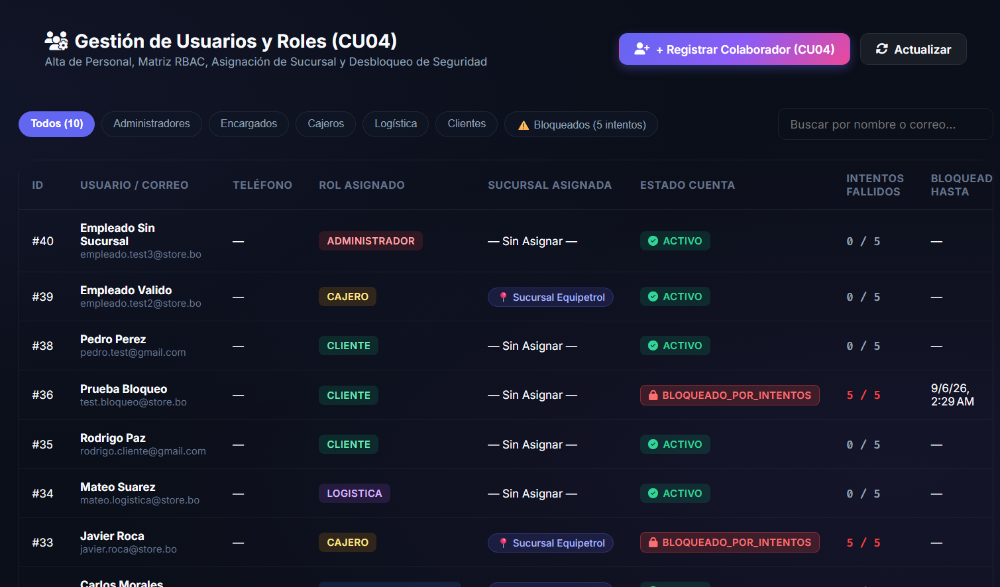 Gestión de Usuarios y Roles (CU04)
Alta de Personal, Matriz RBAC, Asignación de Sucursal y Desbloqueo de Seguridad
+ Registrar Colaborador (CU04)
Actualizar
Todos (10)
Administradores
Encargados
Cajeros
Logística
Clientes
Bloqueados (5 intentos)
Buscar por nombre o correo...
ID
USUARIO / CORREO
TELÉFONO
ROL ASIGNADO
SUCURSAL ASIGNADA
ESTADO CUENTA
INTENTOS
FALLIDOS
BLOQUEAD
HASTA
#40
Empleado Sin
Sucursal
empleado.test3@store.bo
—
ADMINISTRADOR
— Sin Asignar —
ACTIVO
0 / 5
—
#39
Empleado Valido
empleado.test2@store.bo
—
CAJERO
Sucursal Equipetrol
ACTIVO
0 / 5
—
#38
Pedro Perez
pedro.test@gmail.com
—
CLIENTE
— Sin Asignar —
ACTIVO
0 / 5
—
#36
Prueba Bloqueo
test.bloqueo@store.bo
—
CLIENTE
— Sin Asignar —
BLOQUEADO_POR_INTENTOS
5 / 5
9/6/26,
2:29 AM
#35
Rodrigo Paz
rodrigo.cliente@gmail.com
—
CLIENTE
— Sin Asignar —
ACTIVO
0 / 5
—
#34
Mateo Suarez
mateo.logistica@store.bo
—
LOGISTICA
— Sin Asignar —
ACTIVO
0 / 5
—
#33
Javier Roca
javier.roca@store.bo
—
CAJERO
Sucursal Equipetrol
BLOQUEADO_POR_INTENTOS
5 / 5
—
Carlos Morales